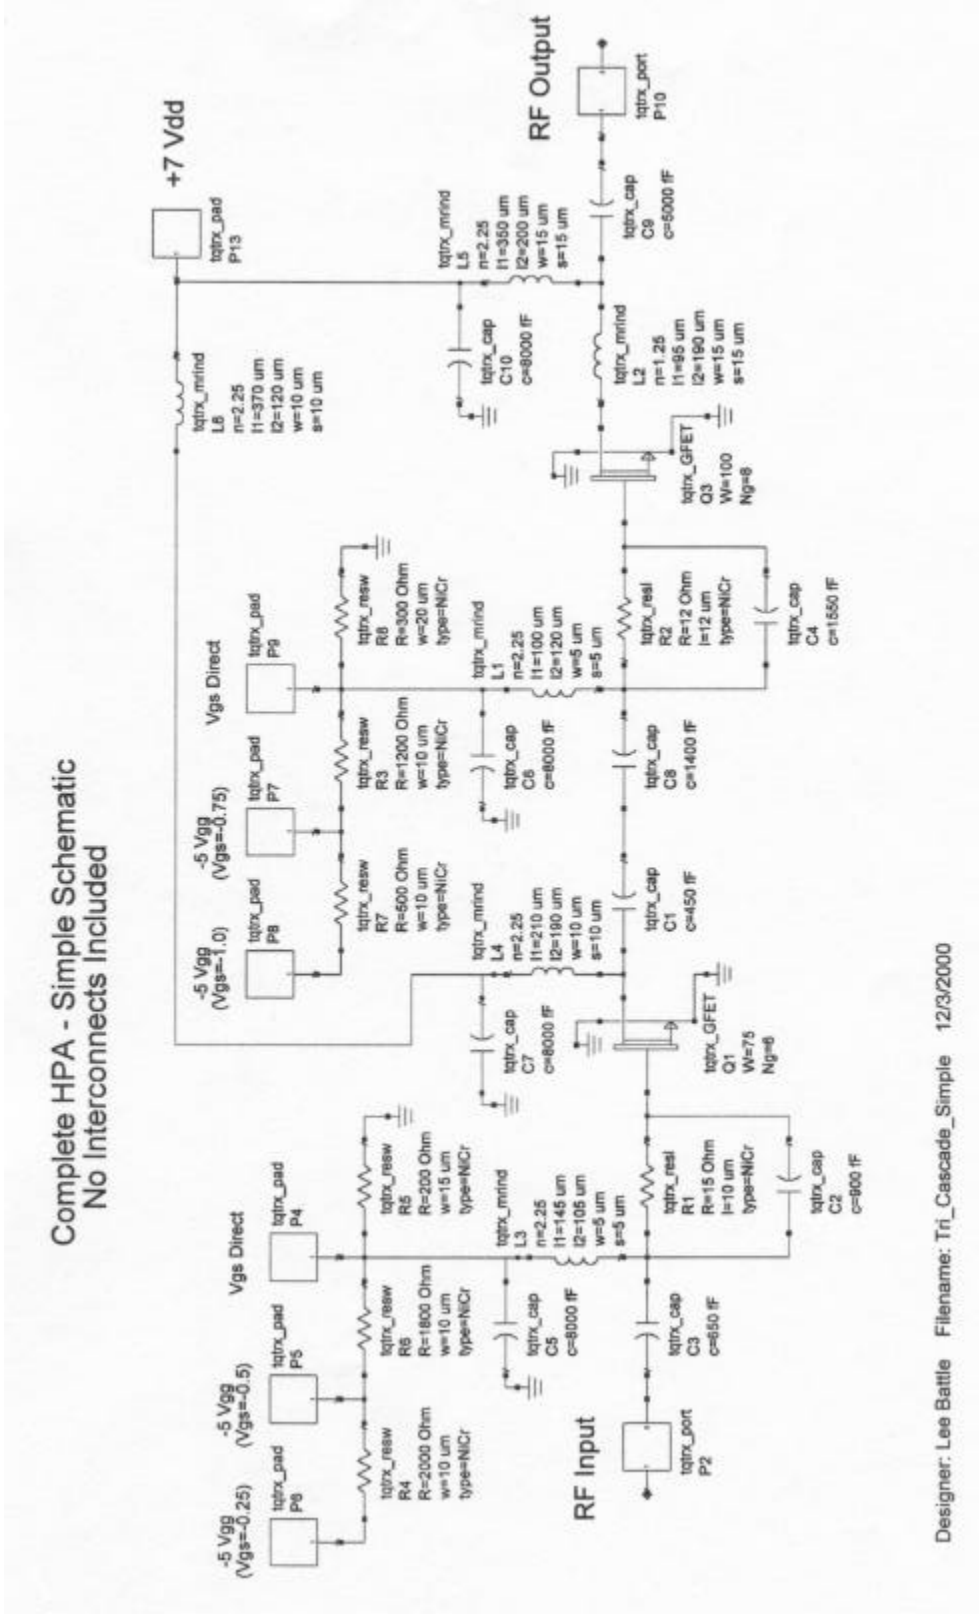 Complete HPA - Simple Schematic
No Interconnects Included
+7 Vdd
tqtrx_pad
P13
tqtrx_mrind
L6
n=2.25
l1=370 um
l2=120 um
w=10 um
s=10 um
-5 Vgg
(Vgs=-0.25)
tqtrx_pad
P6
-5 Vgg
(Vgs=-0.5)
tqtrx_pad
P5
Vgs Direct
tqtrx_pad
P4
tqtrx_resw
R4
R=2000 Ohm
w=10 um
type=NiCr
tqtrx_resw
R6
R=1800 Ohm
w=10 um
type=NiCr
tqtrx_resw
R5
R=200 Ohm
w=15 um
type=NiCr
-5 Vgg
(Vgs=-1.0)
tqtrx_pad
P8
-5 Vgg
(Vgs=-0.75)
tqtrx_pad
P7
Vgs Direct
tqtrx_pad
P9
tqtrx_resw
R7
R=500 Ohm
w=10 um
type=NiCr
tqtrx_resw
R3
R=1200 Ohm
w=10 um
type=NiCr
tqtrx_resw
R8
R=300 Ohm
w=20 um
type=NiCr
tqtrx_cap
C5
c=8000 fF
tqtrx_mrind
L3
n=2.25
l1=145 um
l2=105 um
w=5 um
s=5 um
tqtrx_cap
C7
c=8000 fF
tqtrx_mrind
L4
n=2.25
l1=210 um
l2=190 um
w=10 um
s=10 um
tqtrx_cap
C6
c=8000 fF
tqtrx_mrind
L1
n=2.25
l1=100 um
l2=120 um
w=5 um
s=5 um
tqtrx_cap
C10
c=8000 fF
tqtrx_mrind
L5
n=2.25
l1=350 um
l2=200 um
w=15 um
s=15 um
RF Input
tqtrx_port
P2
tqtrx_cap
C3
c=650 fF
tqtrx_resl
R1
R=15 Ohm
l=10 um
type=NiCr
tqtrx_cap
C2
c=900 fF
tqtrx_GFET
Q1
W=75
Ng=6
tqtrx_cap
C1
c=450 fF
tqtrx_cap
C8
c=1400 fF
tqtrx_resl
R2
R=12 Ohm
l=12 um
type=NiCr
tqtrx_cap
C4
c=1550 fF
tqtrx_GFET
Q3
W=100
Ng=8
tqtrx_mrind
L2
n=1.25
l1=95 um
l2=190 um
w=15 um
s=15 um
tqtrx_cap
C9
c=5000 fF
RF Output
tqtrx_port
P10
Designer: Lee Battle Filename: Tri_Cascade_Simple 12/3/2000